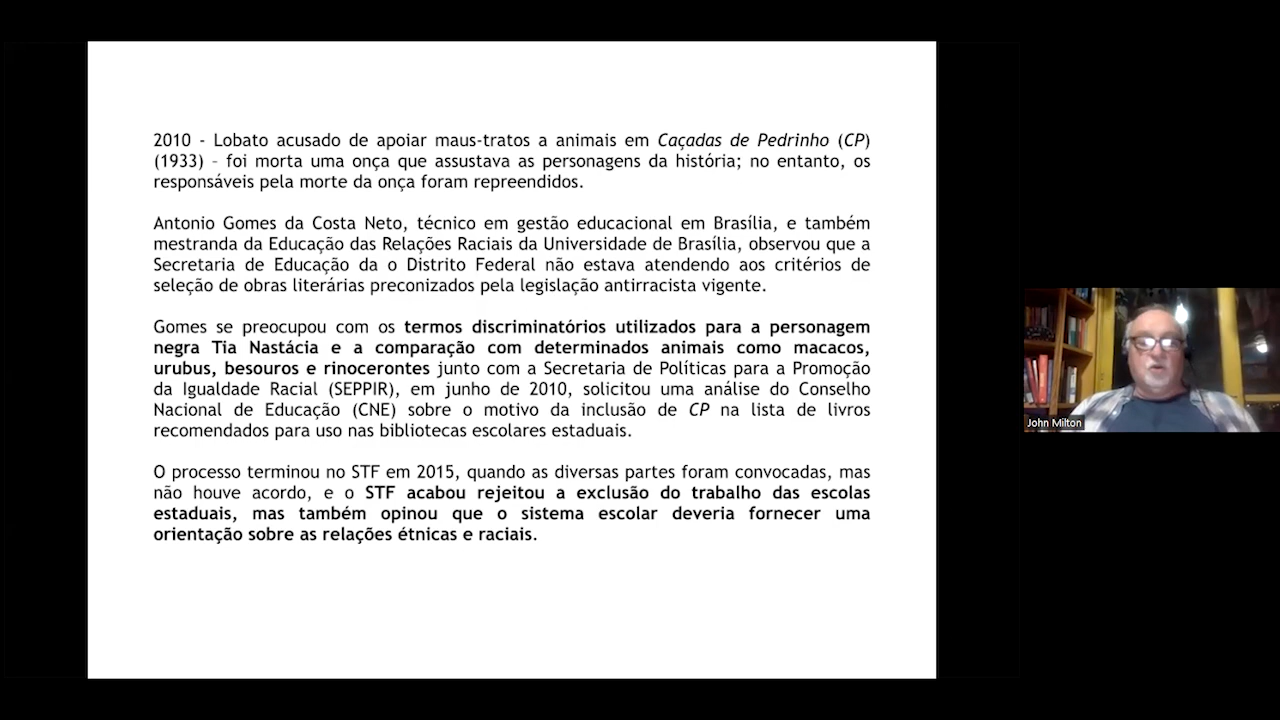 2010 - Lobato acusado de apoiar maus-tratos a animais em Caçadas de Pedrinho (CP)
(1933) – foi morta uma onça que assustava as personagens da história; no entanto, os
responsáveis pela morte da onça foram repreendidos.
Antonio Gomes da Costa Neto, técnico em gestão educacional em Brasília, e também
mestranda da Educação das Relações Raciais da Universidade de Brasília, observou que a
Secretaria de Educação da o Distrito Federal não estava atendendo aos critérios de
seleção de obras literárias preconizados pela legislação antirracista vigente.
Gomes se preocupou com os termos discriminatórios utilizados para a personagem
negra Tia Nastácia e a comparação com determinados animais como macacos,
urubus, besouros e rinocerontes junto com a Secretaria de Políticas para a Promoção
da Igualdade Racial (SEPPIR), em junho de 2010, solicitou uma análise do Conselho
Nacional de Educação (CNE) sobre o motivo da inclusão de CP na lista de livros
recomendados para uso nas bibliotecas escolares estaduais.
O processo terminou no STF em 2015, quando as diversas partes foram convocadas, mas
não houve acordo, e o STF acabou rejeitou a exclusão do trabalho das escolas
estaduais, mas também opinou que o sistema escolar deveria fornecer uma
orientação sobre as relações étnicas e raciais.
John Milton